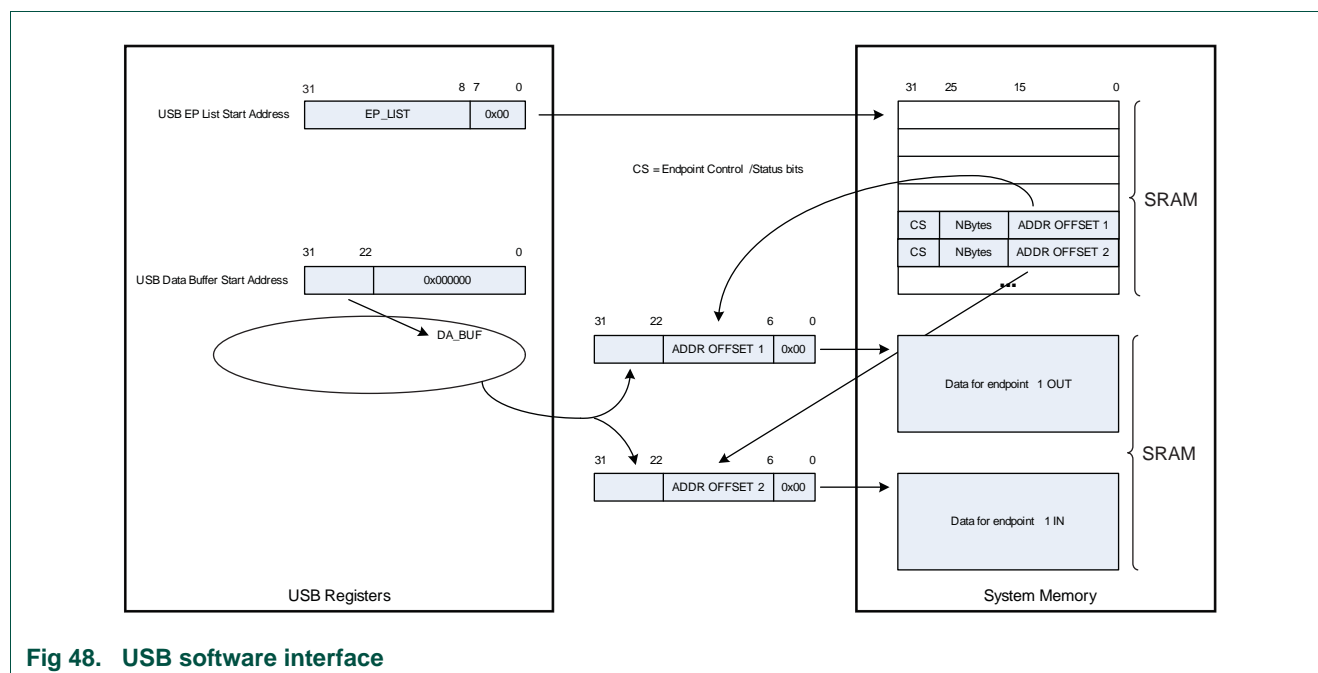 31 8 7 0
USB EP List Start Address EP_LIST 0x00
31 25 15 0
CS = Endpoint Control /Status bits
SRAM
CS NBytes ADDR OFFSET 1
CS NBytes ADDR OFFSET 2
...
31 22 0
USB Data Buffer Start Address 0x000000
DA_BUF
31 22 6 0
ADDR OFFSET 1 0x00
Data for endpoint 1 OUT
SRAM
31 22 6 0
ADDR OFFSET 2 0x00
Data for endpoint 1 IN
USB Registers
System Memory
Fig 48. USB software interface